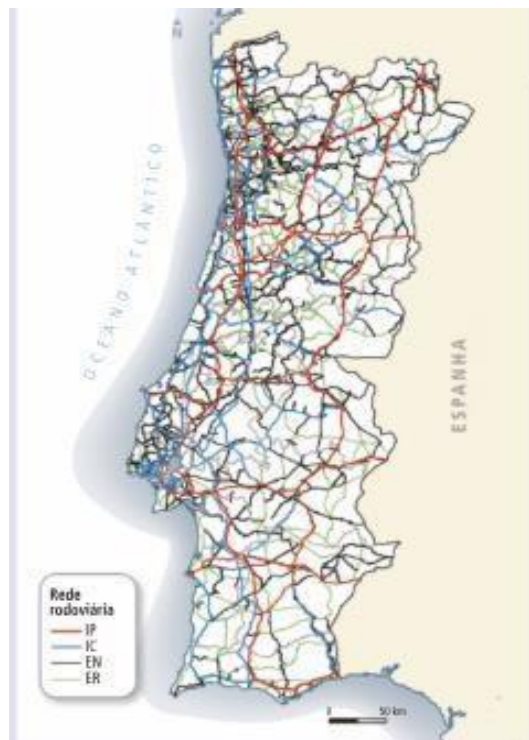 OCEANO ATLÂNTICO
ESPANHA
Rede
rodoviária
IP
IC
EN
ER
0 50 km